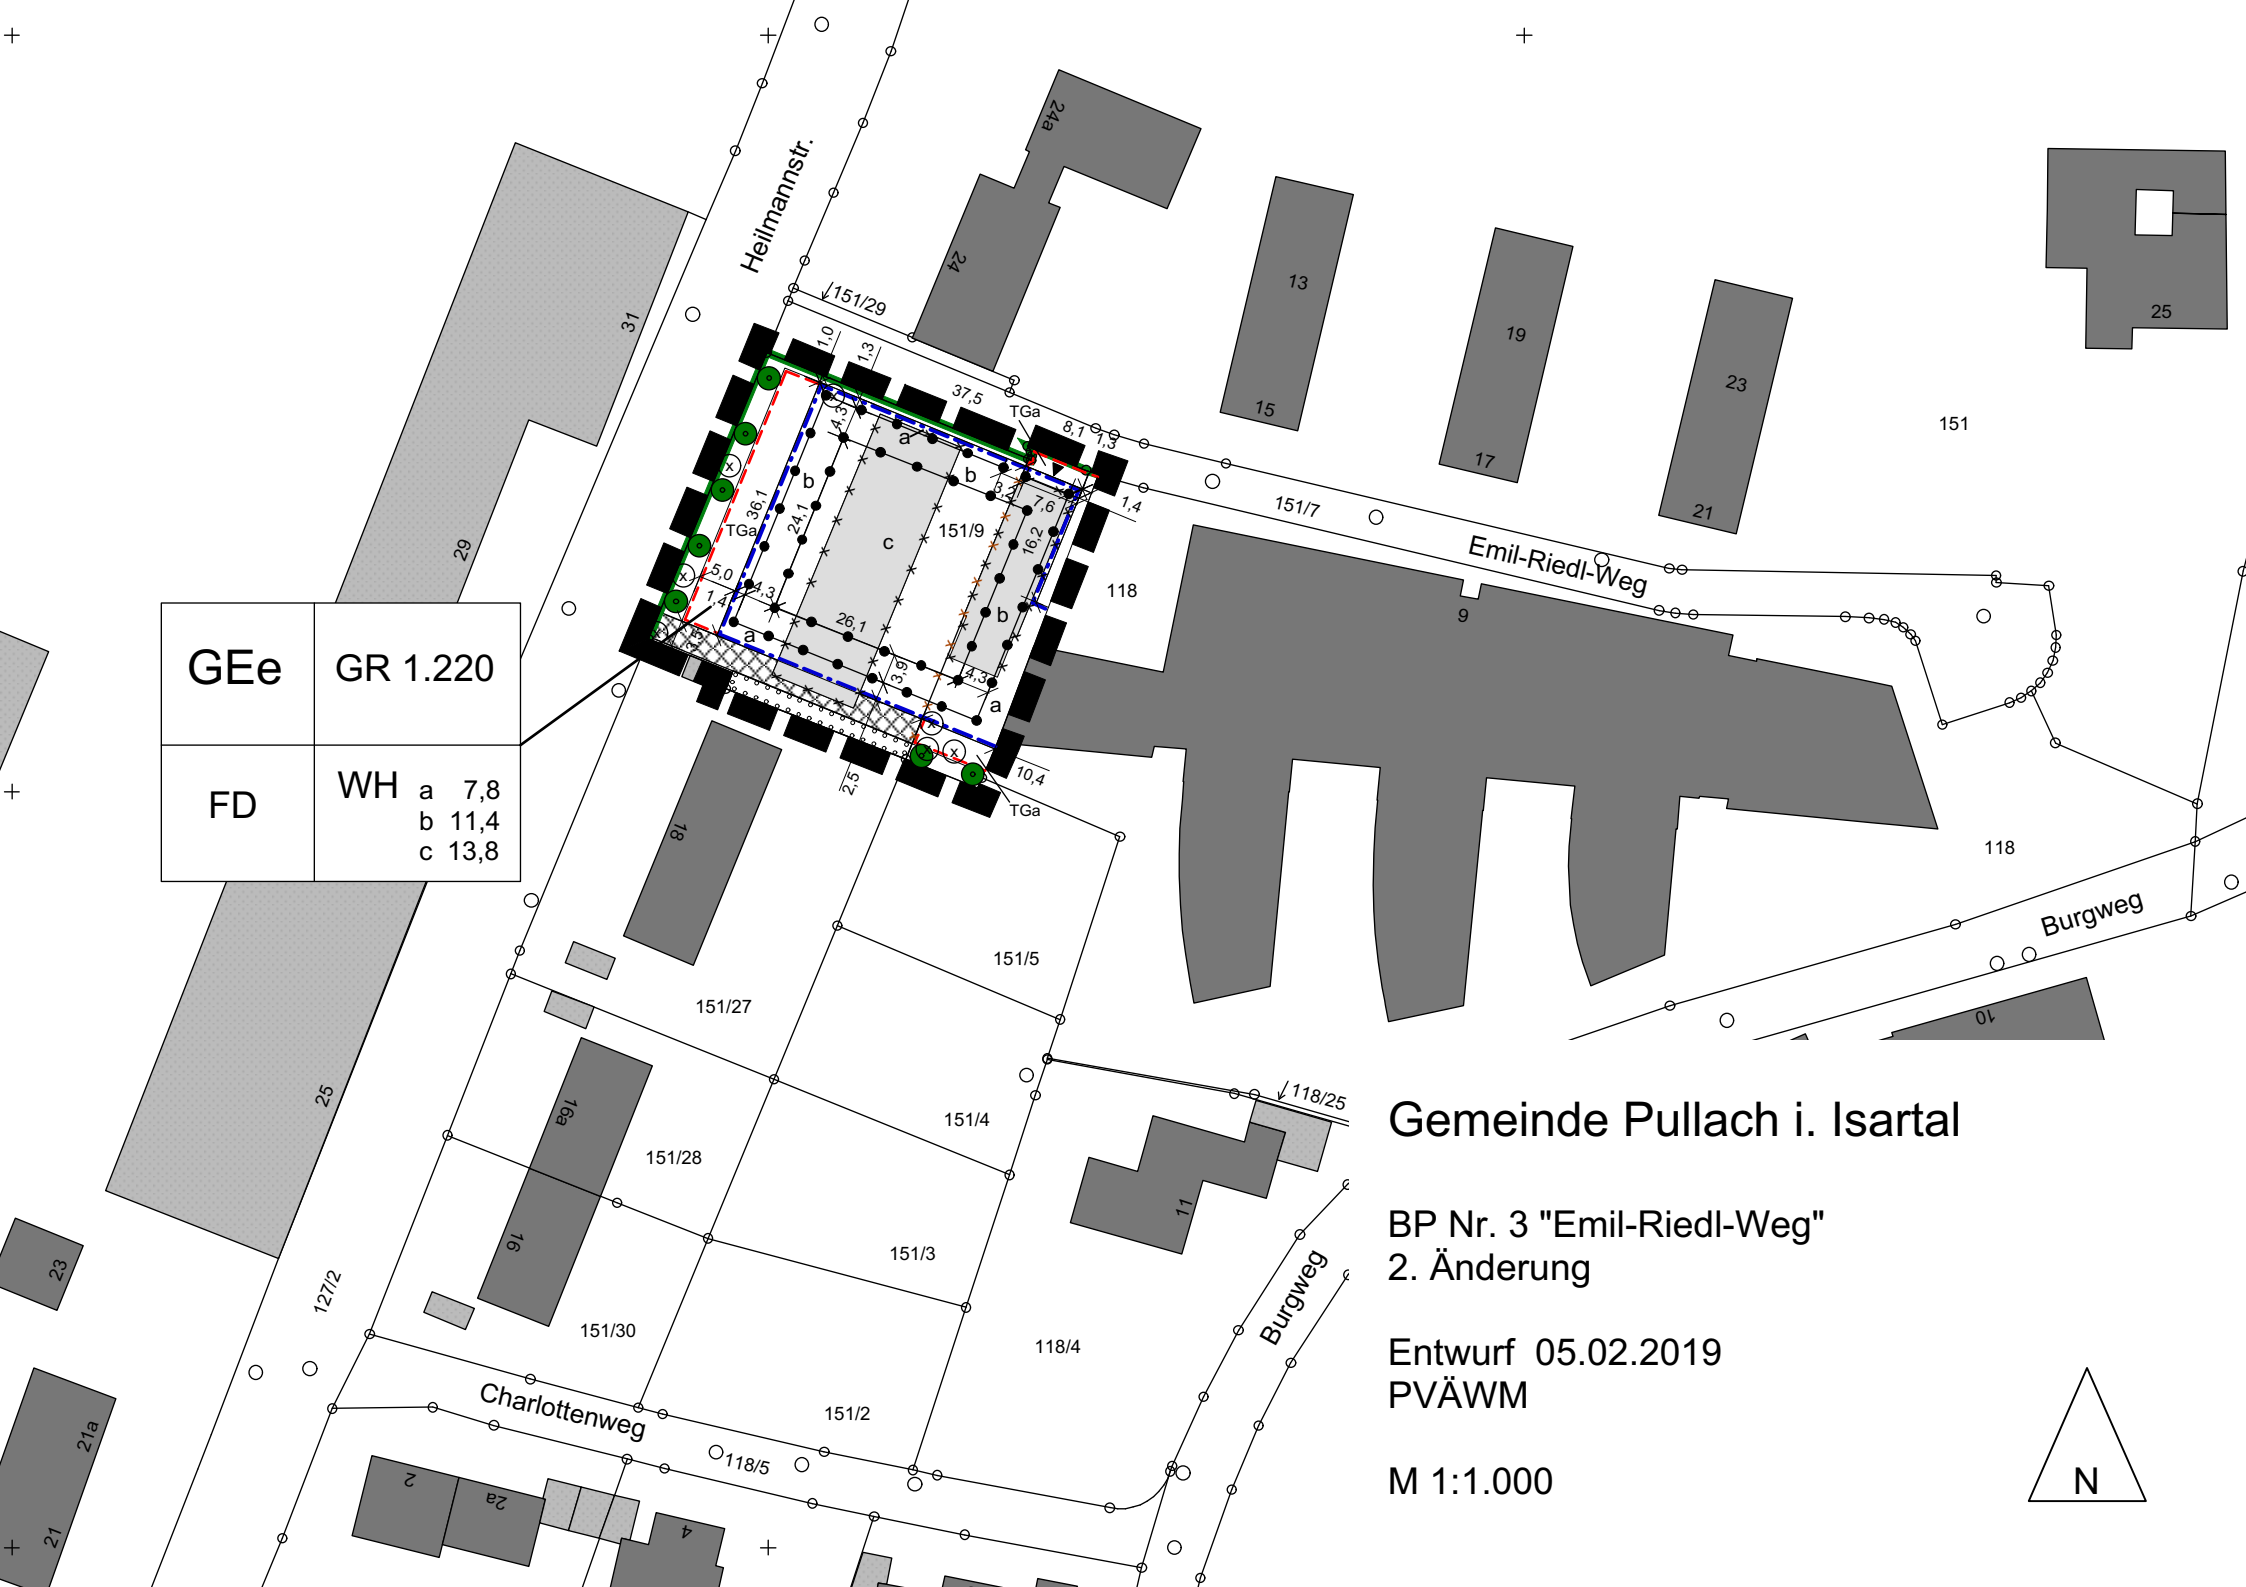 24a
Heilmannstr.
24
13
19
25
31
151/29
23
1,0
1,3
37,5
TGa
8,1
1,3
15
151
4,3
a
17
b
b
3,2
7,6
1,4
21
36,1
24,1
151/9
151/7
TGa
c
16,2
Emil-Riedl-Weg
29
5,0
4,3
118
1,4
26,1
b
9
a
3,5
GEe
GR 1.220
3,9
4,3
a
FD
WH
a 7,8
b 11,4
c 13,8
2,5
10,4
TGa
18
118
Burgweg
151/5
151/27
10
25
16a
151/4
118/25
Gemeinde Pullach i. Isartal
151/28
11
BP Nr. 3 "Emil-Riedl-Weg"
2. Änderung
16
151/3
23
127/2
Burgweg
151/30
118/4
Entwurf 05.02.2019
PVÄWM
Charlottenweg
151/2
21a
118/5
M 1:1.000
N
2
2a
4
21